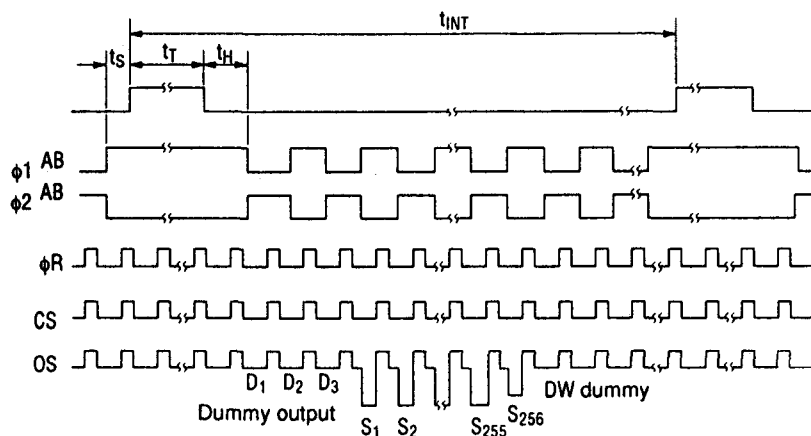 tINT
tS tT tH
ϕ1 AB
ϕ2 AB
ϕR
CS
OS
D1 D2 D3 DW dummy
Dummy output
S1 S2 S255 S256